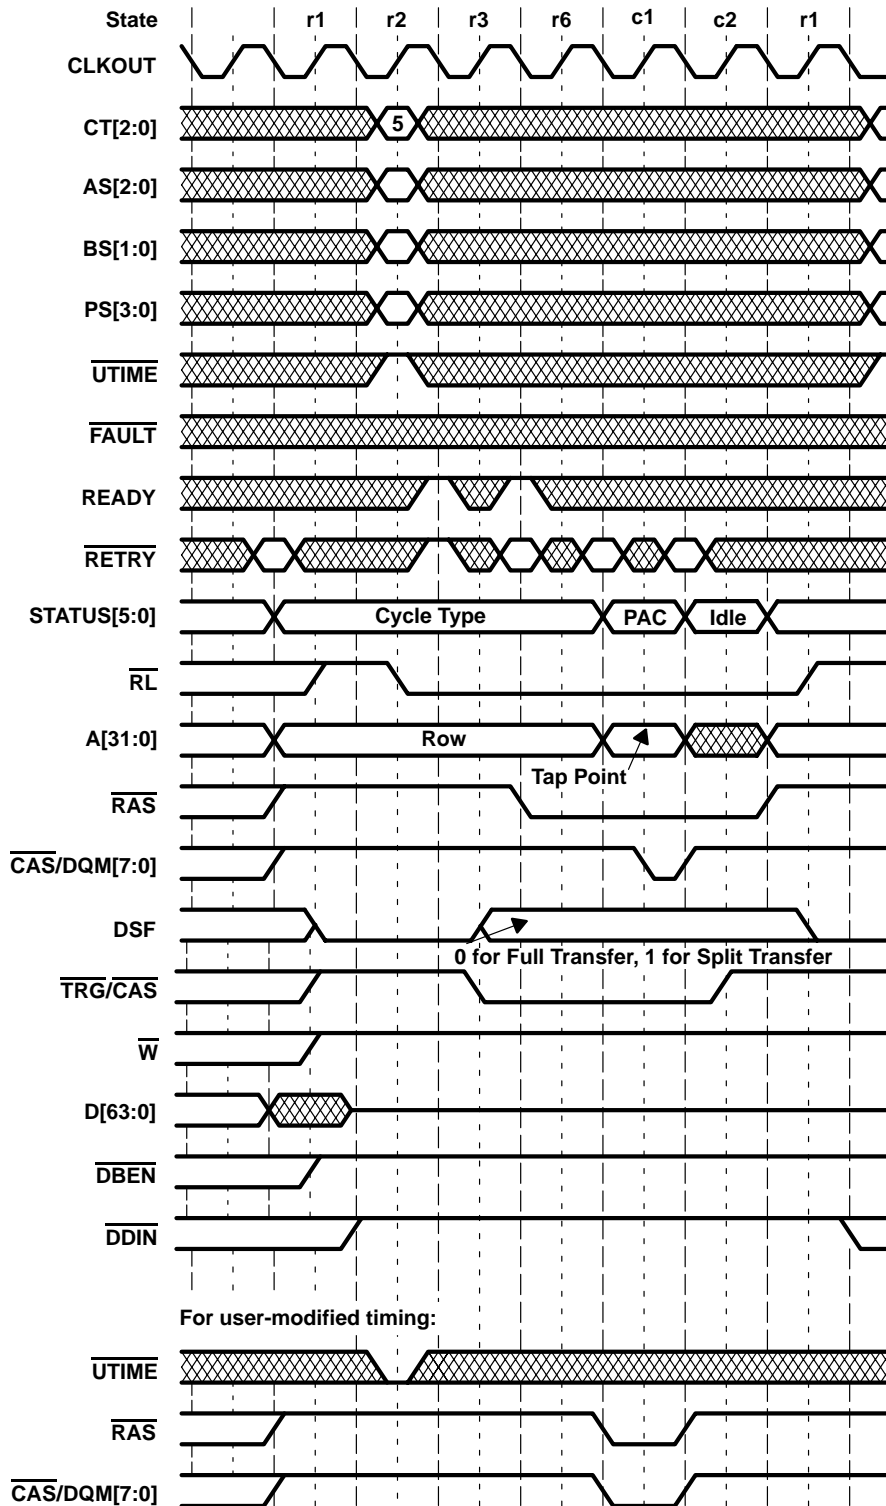 State r1 r2 r3 r6 c1 c2 r1
CLKOUT
CT[2:0] 5
AS[2:0]
BS[1:0]
PS[3:0]
UTIME
FAULT
READY
RETRY
STATUS[5:0] Cycle Type PAC Idle
RL
A[31:0] Row
Tap Point
RAS
CAS/DQM[7:0]
DSF
0 for Full Transfer, 1 for Split Transfer
TRG/CAS
W
D[63:0]
DBEN
DDIN
For user-modified timing:
UTIME
RAS
CAS/DQM[7:0]